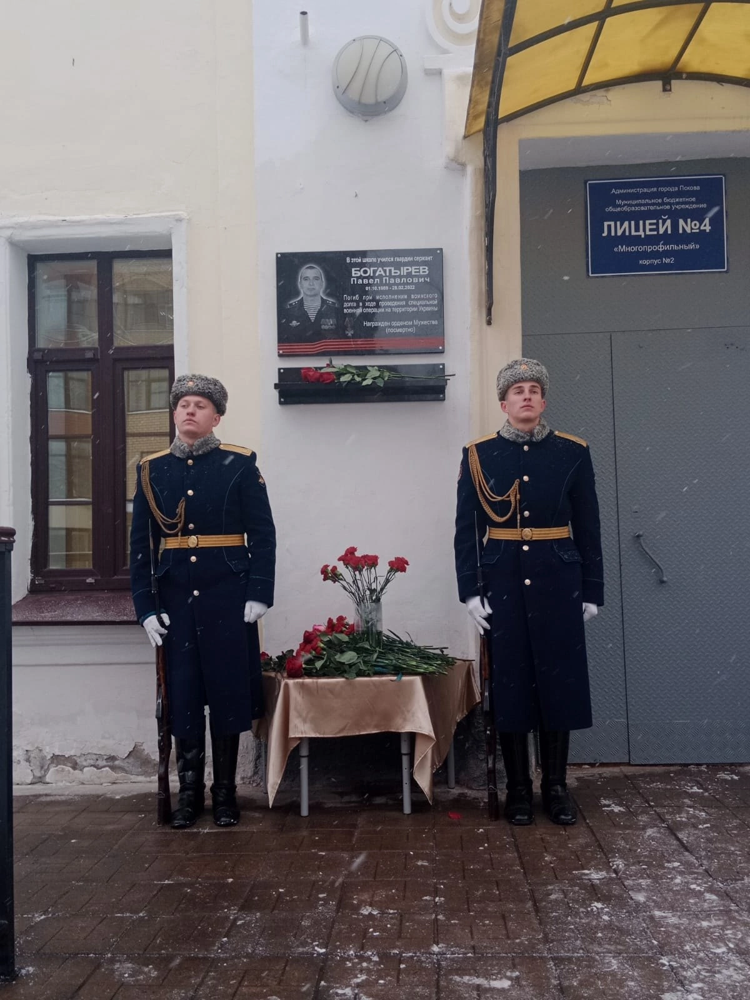 В этой школе учился гвардии сержант
БОГАТЫРЕВ
Павел Павлович
01.10.1989 - 28.02.2022
Погиб при исполнении воинского
долга в ходе проведения специальной
военной операции на территории Украины
Награжден орденом Мужества
(посмертно)
Администрация города Пскова
Муниципальное бюджетное
общеобразовательное учреждение
ЛИЦЕЙ №4
«Многопрофильный»
корпус №2